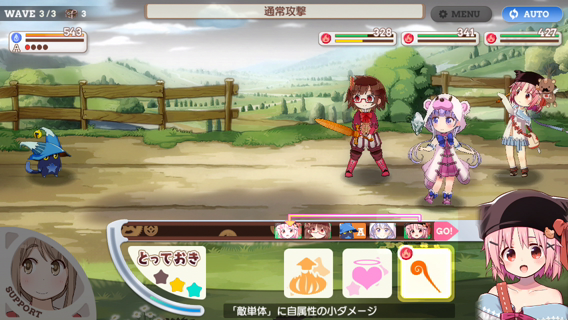 WAVE 3/3 3
通常攻撃
MENU
AUTO
543
A
328
341
427
A
GO!
とっておき
SUPPORT
「敵単体」に自属性の小ダメージ